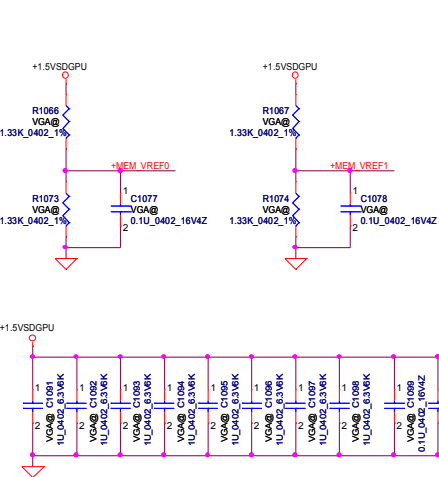 +1.5VSDGPU
R1066
VGA@
1.33K_0402_1%
+MEM_VREF0
R1073
VGA@
1.33K_0402_1%
1
C1077
VGA@
0.1U_0402_16V4Z
2
+1.5VSDGPU
R1067
VGA@
1.33K_0402_1%
+MEM_VREF1
R1074
VGA@
1.33K_0402_1%
1
C1078
VGA@
0.1U_0402_16V4Z
2
+1.5VSDGPU
1
2
VGA@ C1091
1U_0402_6.3V6K
1
2
VGA@ C1092
1U_0402_6.3V6K
1
2
VGA@ C1093
1U_0402_6.3V6K
1
2
VGA@ C1094
1U_0402_6.3V6K
1
2
VGA@ C1095
1U_0402_6.3V6K
1
2
VGA@ C1096
1U_0402_6.3V6K
1
2
VGA@ C1097
1U_0402_6.3V6K
1
2
VGA@ C1098
1U_0402_6.3V6K
1
2
VGA@ C1099
0.1U_0402_16V4Z